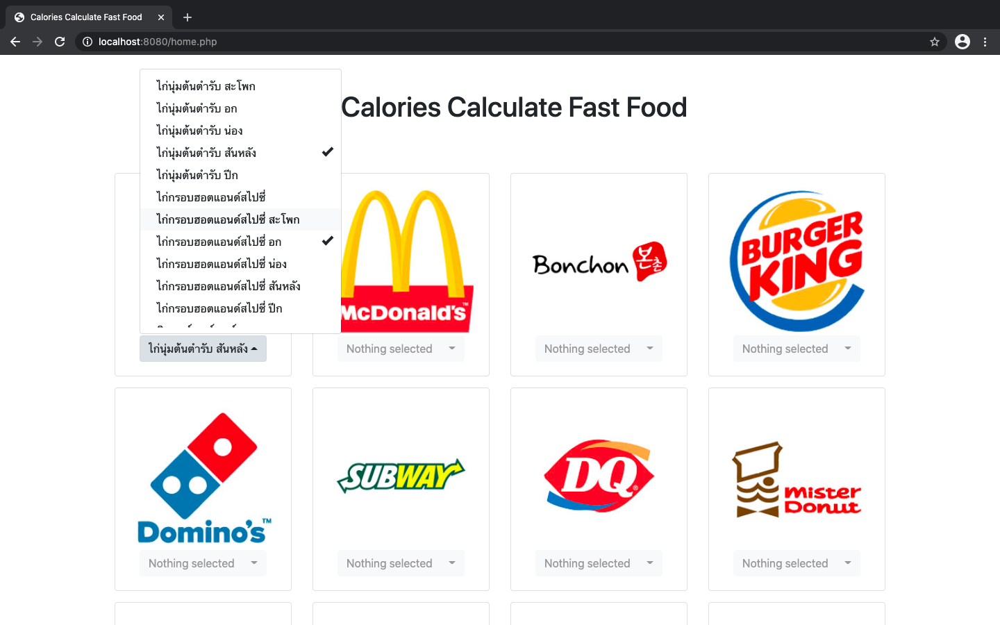 Calories Calculate Fast Food
localhost:8080/home.php
ไก่นุ่มต้นตำรับ สะโพก
ไก่นุ่มต้นตำรับ อก
ไก่นุ่มต้นตำรับ น่อง
ไก่นุ่มต้นตำรับ สันหลัง
ไก่นุ่มต้นตำรับ ปีก
ไก่กรอบฮอตแอนด์สไปซี่
ไก่กรอบฮอตแอนด์สไปซี่ สะโพก
ไก่กรอบฮอตแอนด์สไปซี่ อก
ไก่กรอบฮอตแอนด์สไปซี่ น่อง
ไก่กรอบฮอตแอนด์สไปซี่ สันหลัง
ไก่กรอบฮอตแอนด์สไปซี่ ปีก
Calories Calculate Fast Food
McDonald's™
Bonchon 본촌
BURGER
KING
ไก่นุ่มต้นตำรับ สันหลัง
Nothing selected
Nothing selected
Nothing selected
Domino's™
SUBWAY
DQ®
Mister
Donut
Nothing selected
Nothing selected
Nothing selected
Nothing selected